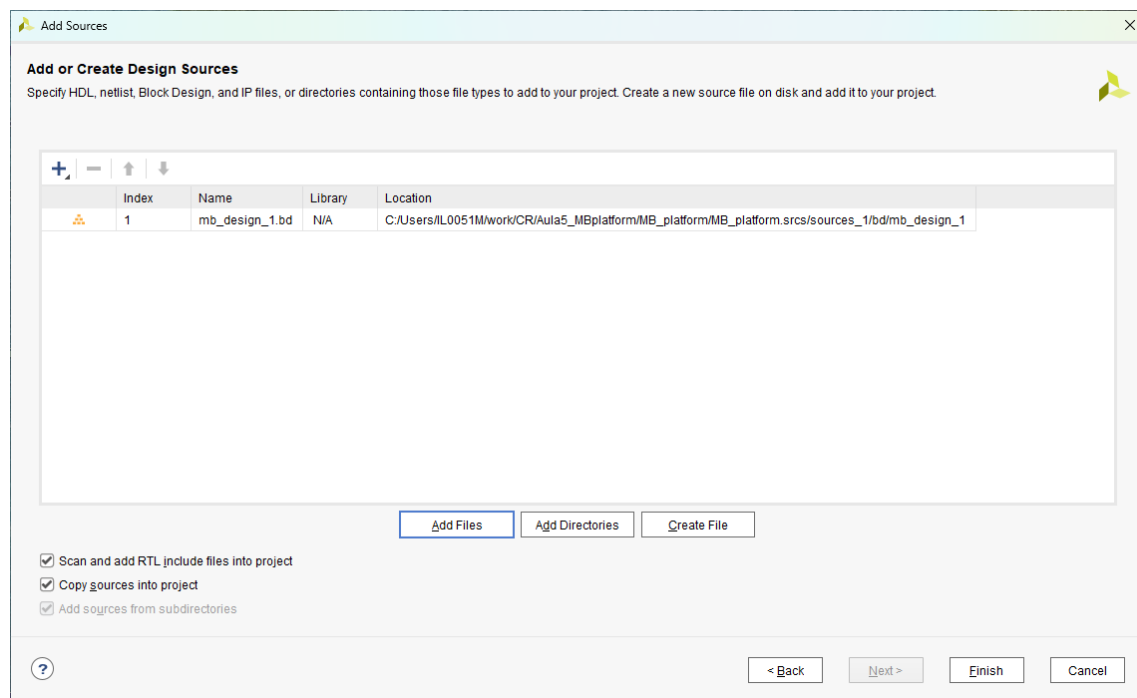 Add Sources
Add or Create Design Sources
Specify HDL, netlist, Block Design, and IP files, or directories containing those file types to add to your project. Create a new source file on disk and add it to your project.
Index Name Library Location
1 mb_design_1.bd N/A C:/Users/IL0051M/work/CR/Aula5_MBplatform/MB_platform/MB_platform.srcs/sources_1/bd/mb_design_1
Add Files Add Directories Create File
Scan and add RTL include files into project
Copy sources into project
Add sources from subdirectories
? < Back Next > Finish Cancel